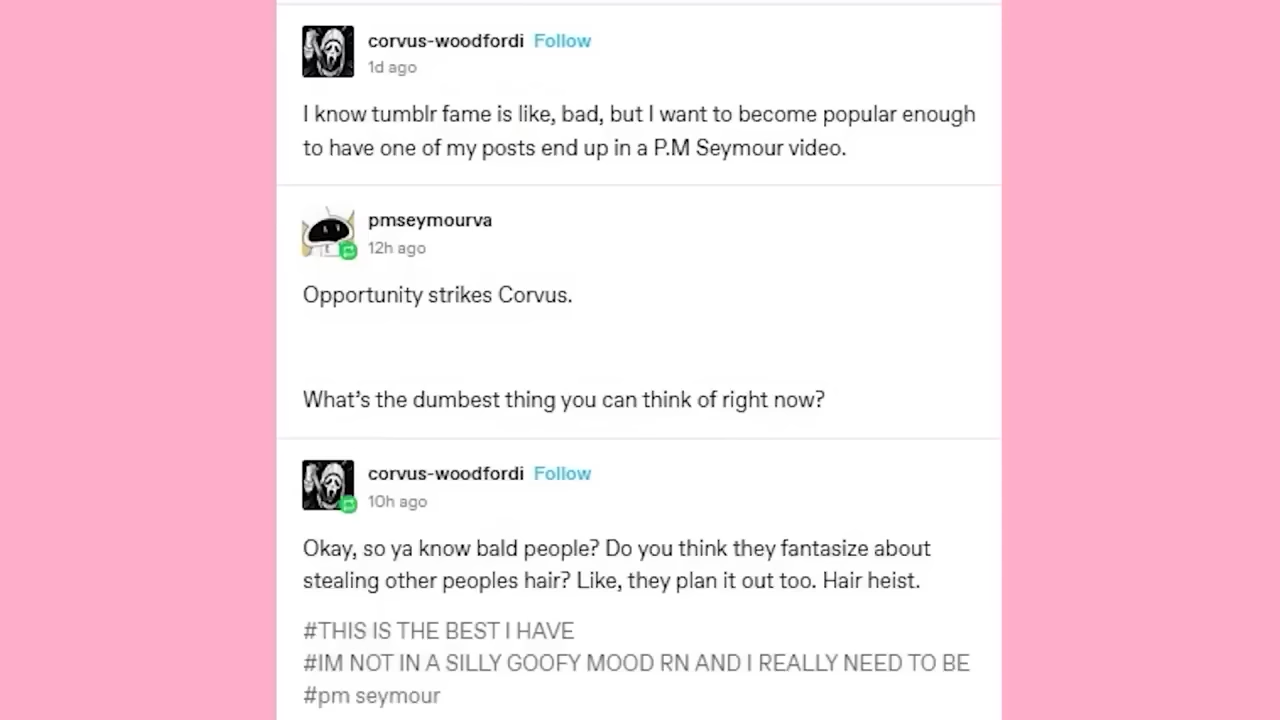 corvus-woodfordi Follow
1d ago
I know tumblr fame is like, bad, but I want to become popular enough
to have one of my posts end up in a P.M Seymour video.
pmseymourva
12h ago
Opportunity strikes Corvus.
What's the dumbest thing you can think of right now?
corvus-woodfordi Follow
10h ago
Okay, so ya know bald people? Do you think they fantasize about
stealing other peoples hair? Like, they plan it out too. Hair heist.
#THIS IS THE BEST I HAVE
#IM NOT IN A SILLY GOOFY MOOD RN AND I REALLY NEED TO BE
#pm seymour